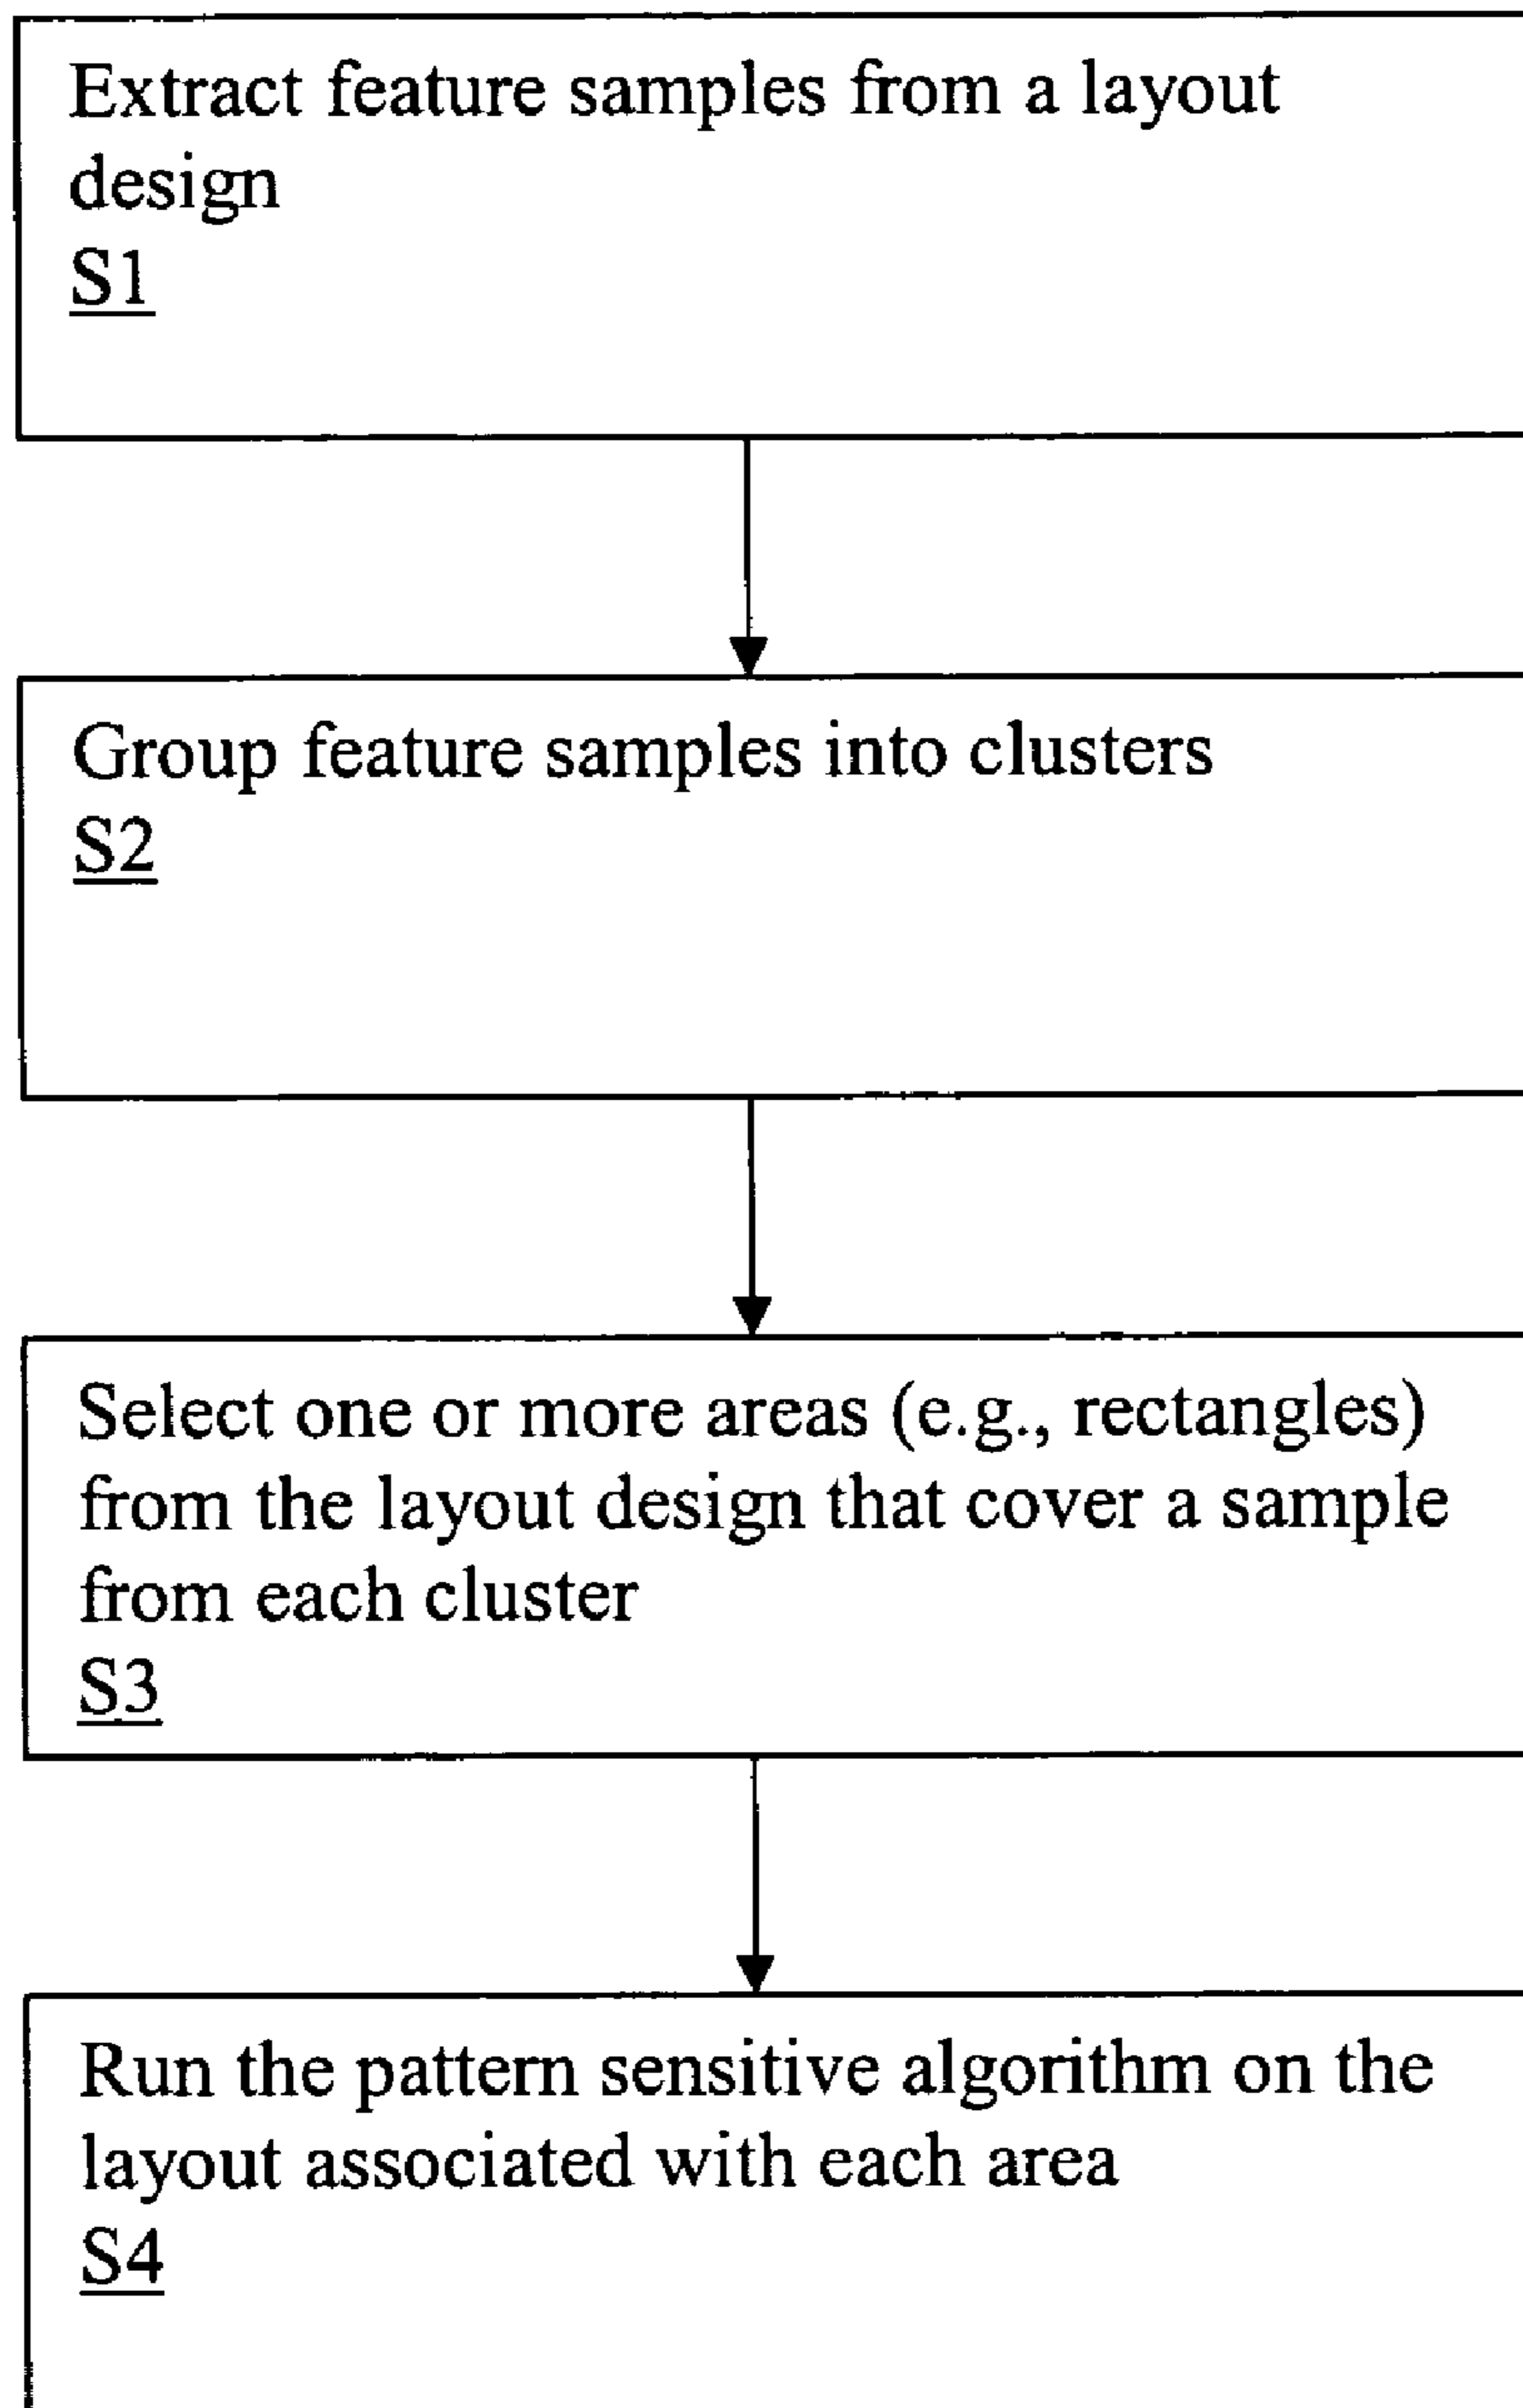 Extract feature samples from a layout
design
S1
Group feature samples into clusters
S2
Select one or more areas (e.g., rectangles)
from the layout design that cover a sample
from each cluster
S3
Run the pattern sensitive algorithm on the
layout associated with each area
S4